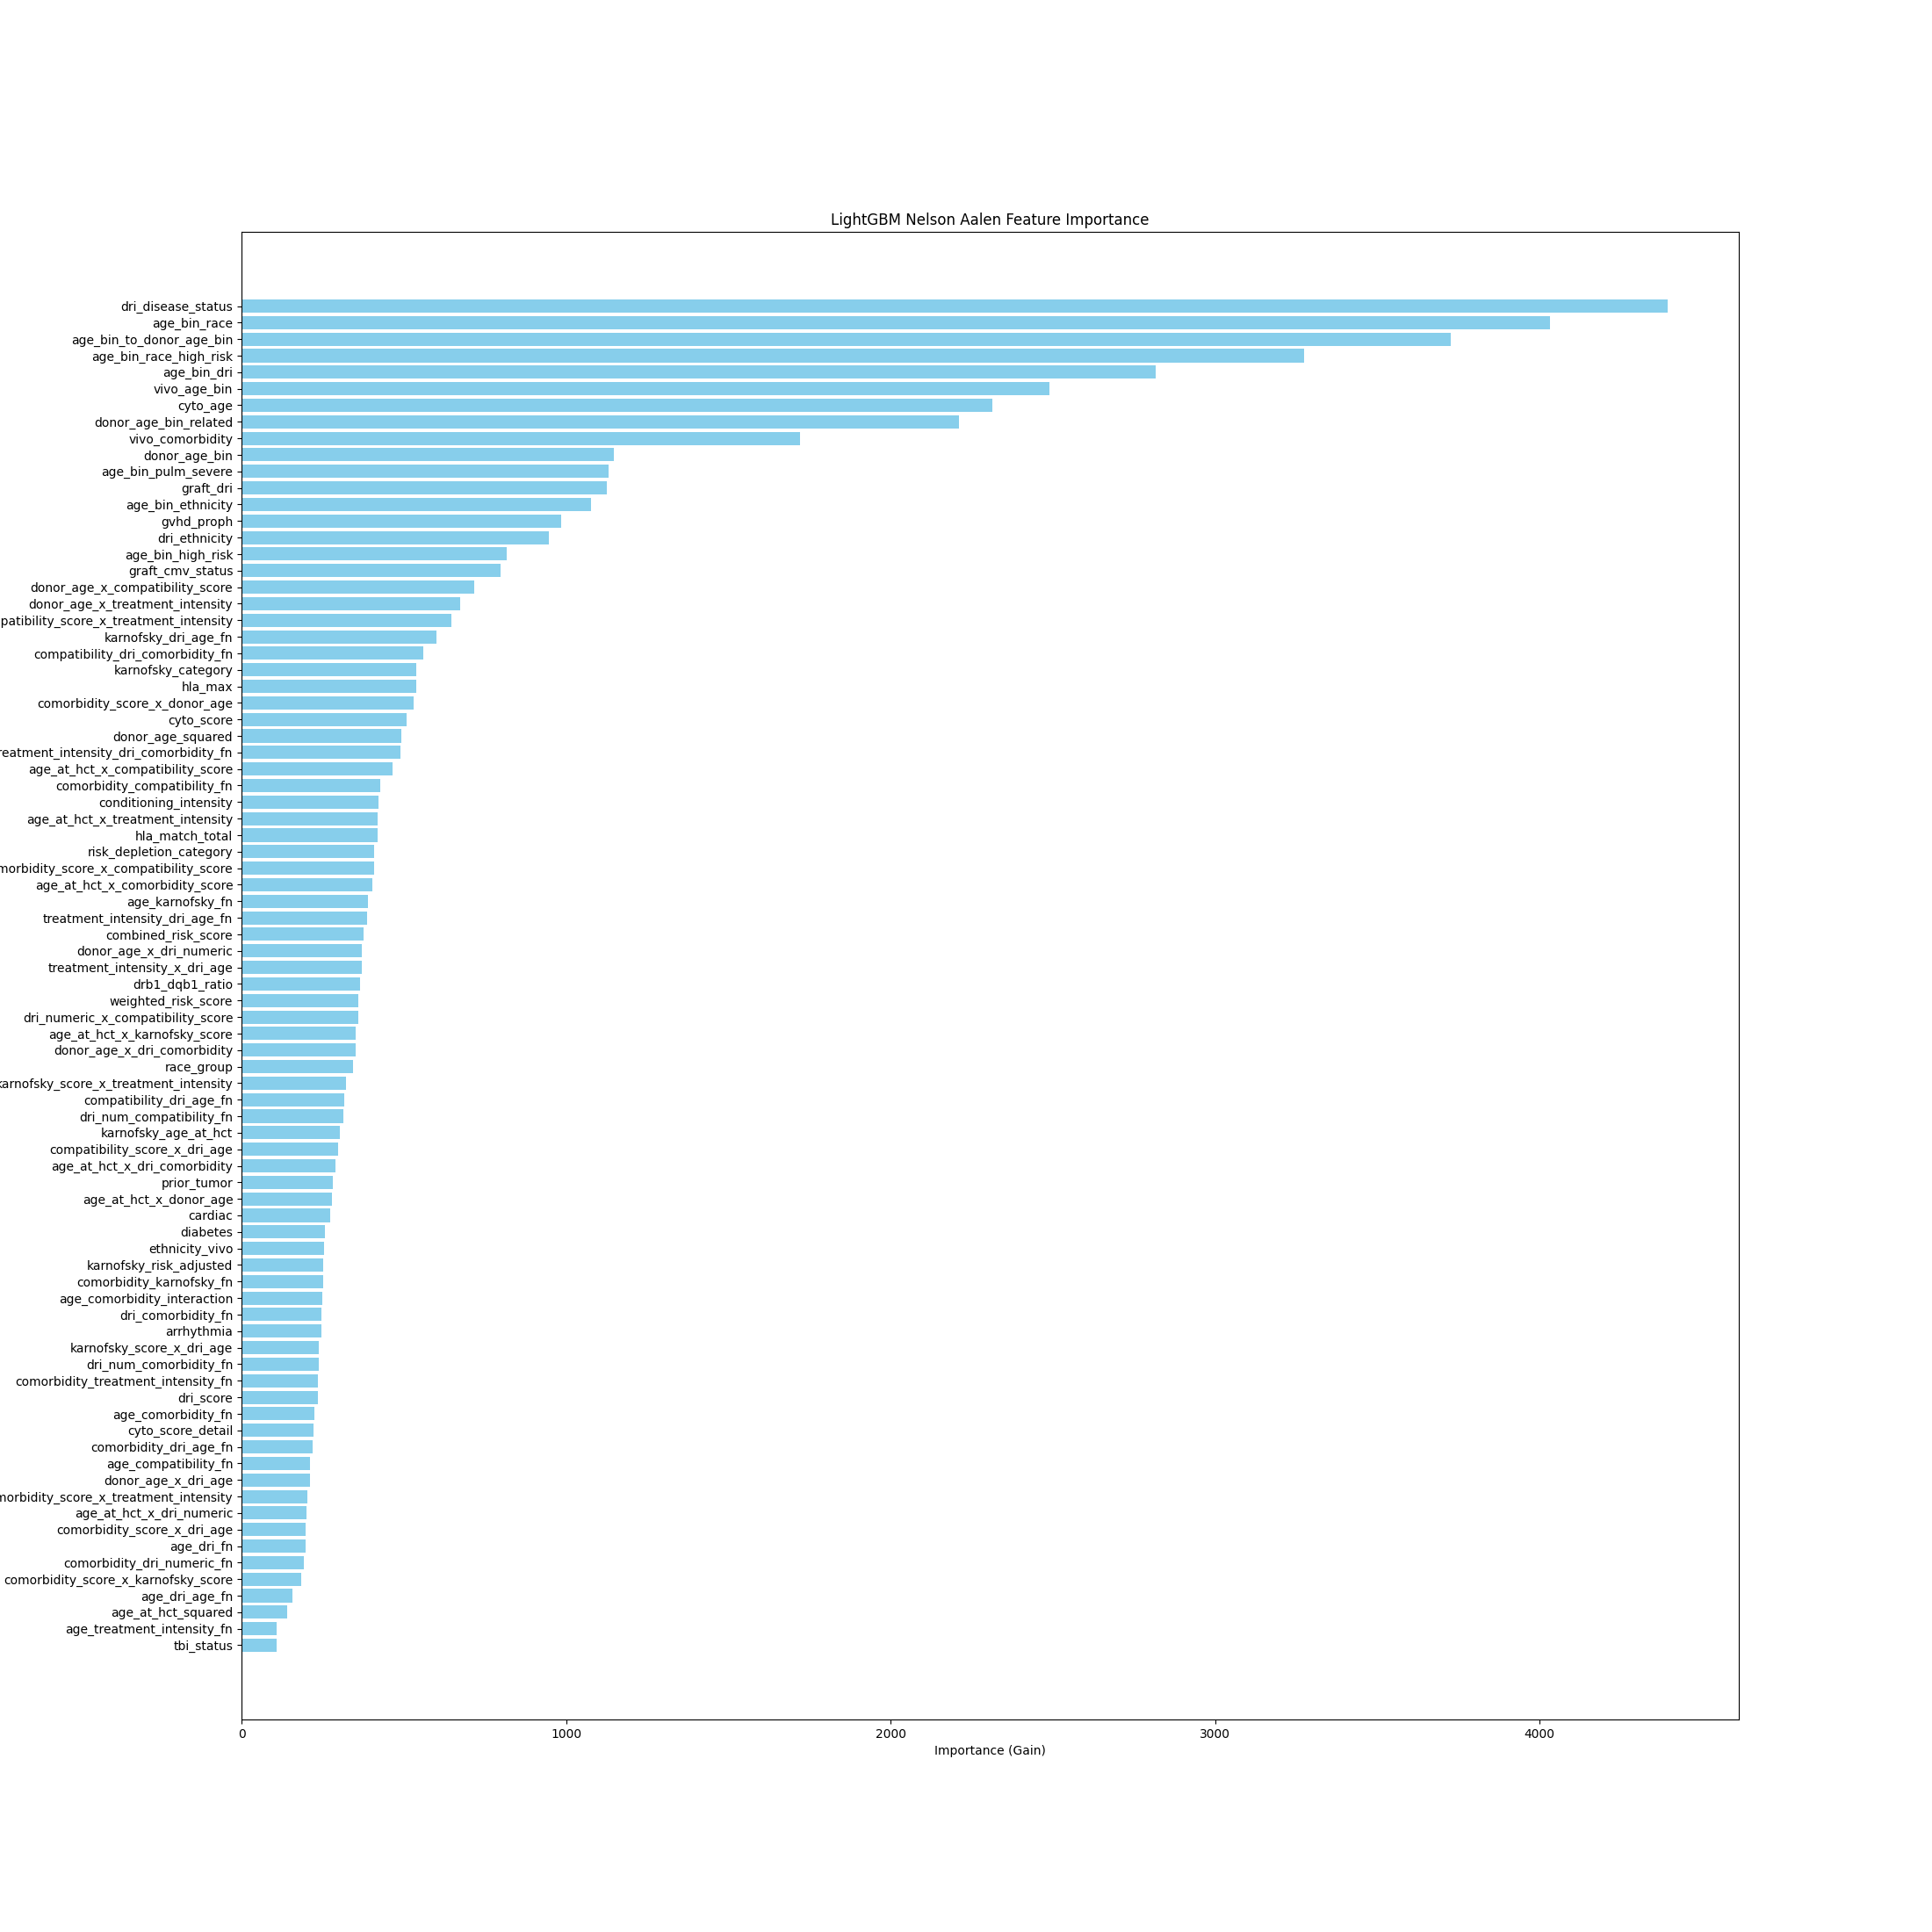 LightGBM Nelson Aalen Feature Importance
dri_disease_status
age_bin_race
age_bin_to_donor_age_bin
age_bin_race_high_risk
age_bin_dri
vivo_age_bin
cyto_age
donor_age_bin_related
vivo_comorbidity
donor_age_bin
age_bin_pulm_severe
graft_dri
age_bin_ethnicity
gvhd_proph
dri_ethnicity
age_bin_high_risk
graft_cmv_status
donor_age_x_compatibility_score
donor_age_x_treatment_intensity
patibility_score_x_treatment_intensity
karnofsky_dri_age_fn
compatibility_dri_comorbidity_fn
karnofsky_category
hla_max
comorbidity_score_x_donor_age
cyto_score
donor_age_squared
reatment_intensity_dri_comorbidity_fn
age_at_hct_x_compatibility_score
comorbidity_compatibility_fn
conditioning_intensity
age_at_hct_x_treatment_intensity
hla_match_total
risk_depletion_category
morbidity_score_x_compatibility_score
age_at_hct_x_comorbidity_score
age_karnofsky_fn
treatment_intensity_dri_age_fn
combined_risk_score
donor_age_x_dri_numeric
treatment_intensity_x_dri_age
drb1_dqb1_ratio
weighted_risk_score
dri_numeric_x_compatibility_score
age_at_hct_x_karnofsky_score
donor_age_x_dri_comorbidity
race_group
karnofsky_score_x_treatment_intensity
compatibility_dri_age_fn
dri_num_compatibility_fn
karnofsky_age_at_hct
compatibility_score_x_dri_age
age_at_hct_x_dri_comorbidity
prior_tumor
age_at_hct_x_donor_age
cardiac
diabetes
ethnicity_vivo
karnofsky_risk_adjusted
comorbidity_karnofsky_fn
age_comorbidity_interaction
dri_comorbidity_fn
arrhythmia
karnofsky_score_x_dri_age
dri_num_comorbidity_fn
comorbidity_treatment_intensity_fn
dri_score
age_comorbidity_fn
cyto_score_detail
comorbidity_dri_age_fn
age_compatibility_fn
donor_age_x_dri_age
morbidity_score_x_treatment_intensity
age_at_hct_x_dri_numeric
comorbidity_score_x_dri_age
age_dri_fn
comorbidity_dri_numeric_fn
comorbidity_score_x_karnofsky_score
age_dri_age_fn
age_at_hct_squared
age_treatment_intensity_fn
tbi_status
0 1000 2000 3000 4000
Importance (Gain)